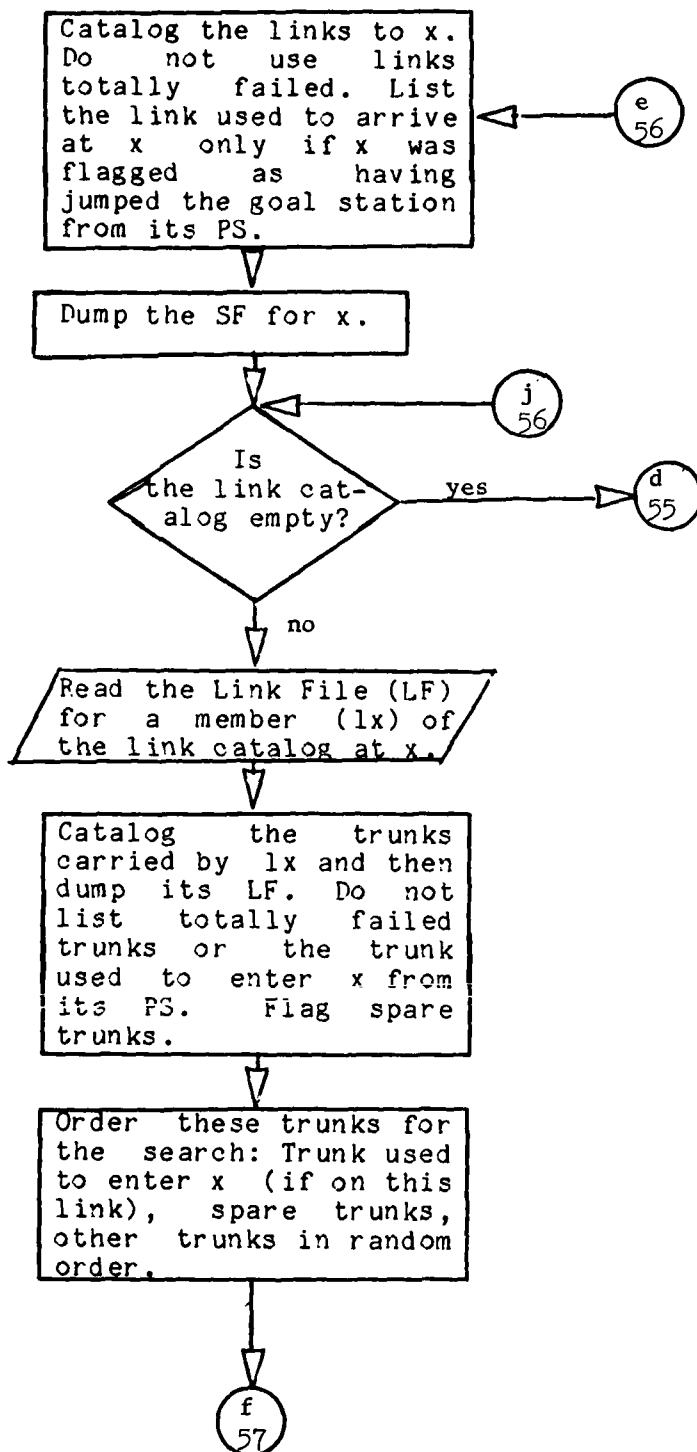 Catalog the links to x.
Do not use links
totally failed. List
the link used to arrive
at x only if x was
flagged as having
jumped the goal station
from its PS.
e
56
Dump the SF for x.
j
56
Is
the link cat-
alog empty?
yes
d
55
no
Read the Link File (LF)
for a member (lx) of
the link catalog at x.
Catalog the trunks
carried by lx and then
dump its LF. Do not
list totally failed
trunks or the trunk
used to enter x from
its PS. Flag spare
trunks.
Order these trunks for
the search: Trunk used
to enter x (if on this
link), spare trunks,
other trunks in random
order.
f
57